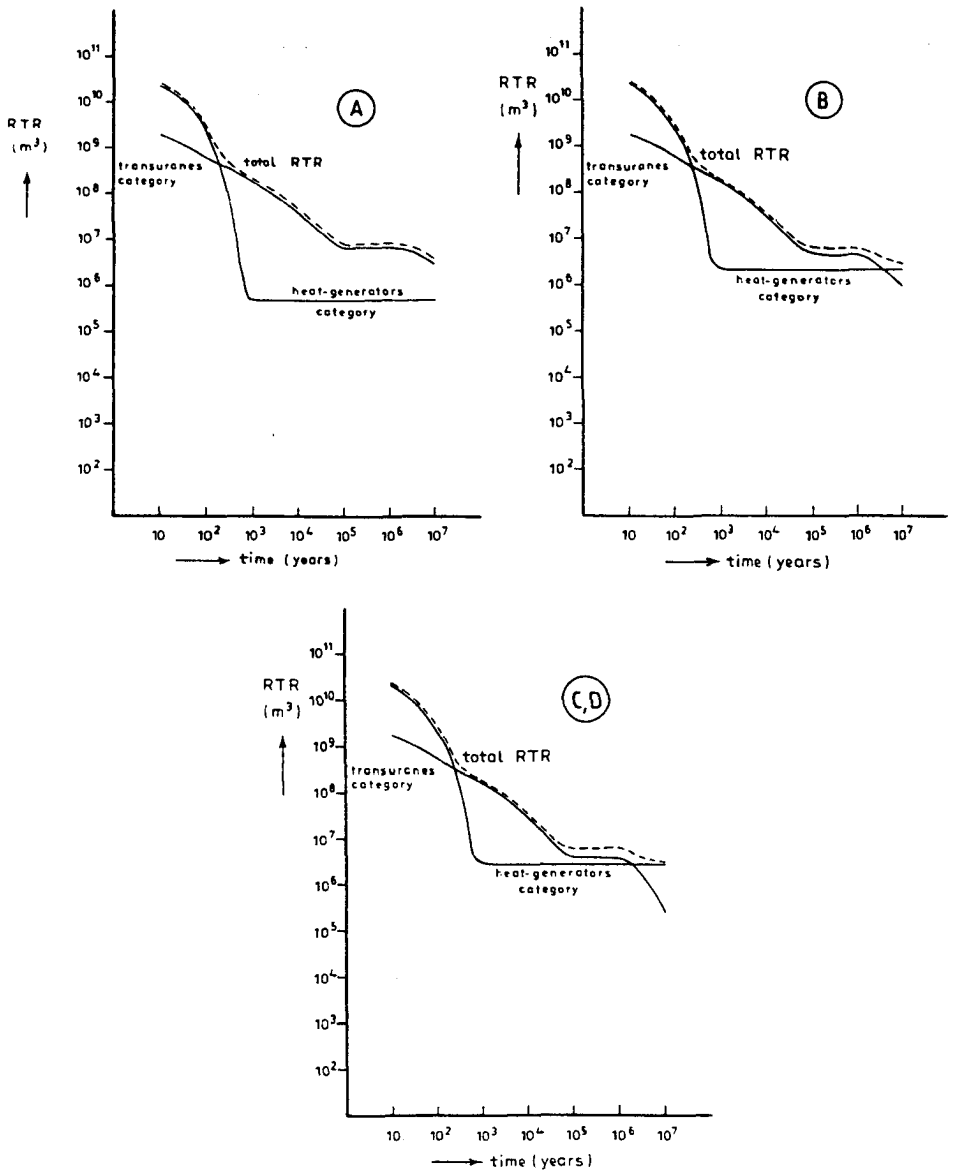 10¹¹
10¹⁰
10⁹
10⁸
10⁷
10⁶
10⁵
10⁴
10³
10²
RTR
(m³)
A
total RTR
transuranes
category
heat-generators
category
10 10² 10³ 10⁴ 10⁵ 10⁶ 10⁷
time (years)
10¹¹
10¹⁰
10⁹
10⁸
10⁷
10⁶
10⁵
10⁴
10³
10²
RTR
(m³)
B
total RTR
transuranes
category
heat-generators
category
10 10² 10³ 10⁴ 10⁵ 10⁶ 10⁷
time (years)
10¹¹
10¹⁰
10⁹
10⁸
10⁷
10⁶
10⁵
10⁴
10³
10²
RTR
(m³)
C,D
total RTR
transuranes
category
heat-generators
category
10 10² 10³ 10⁴ 10⁵ 10⁶ 10⁷
time (years)